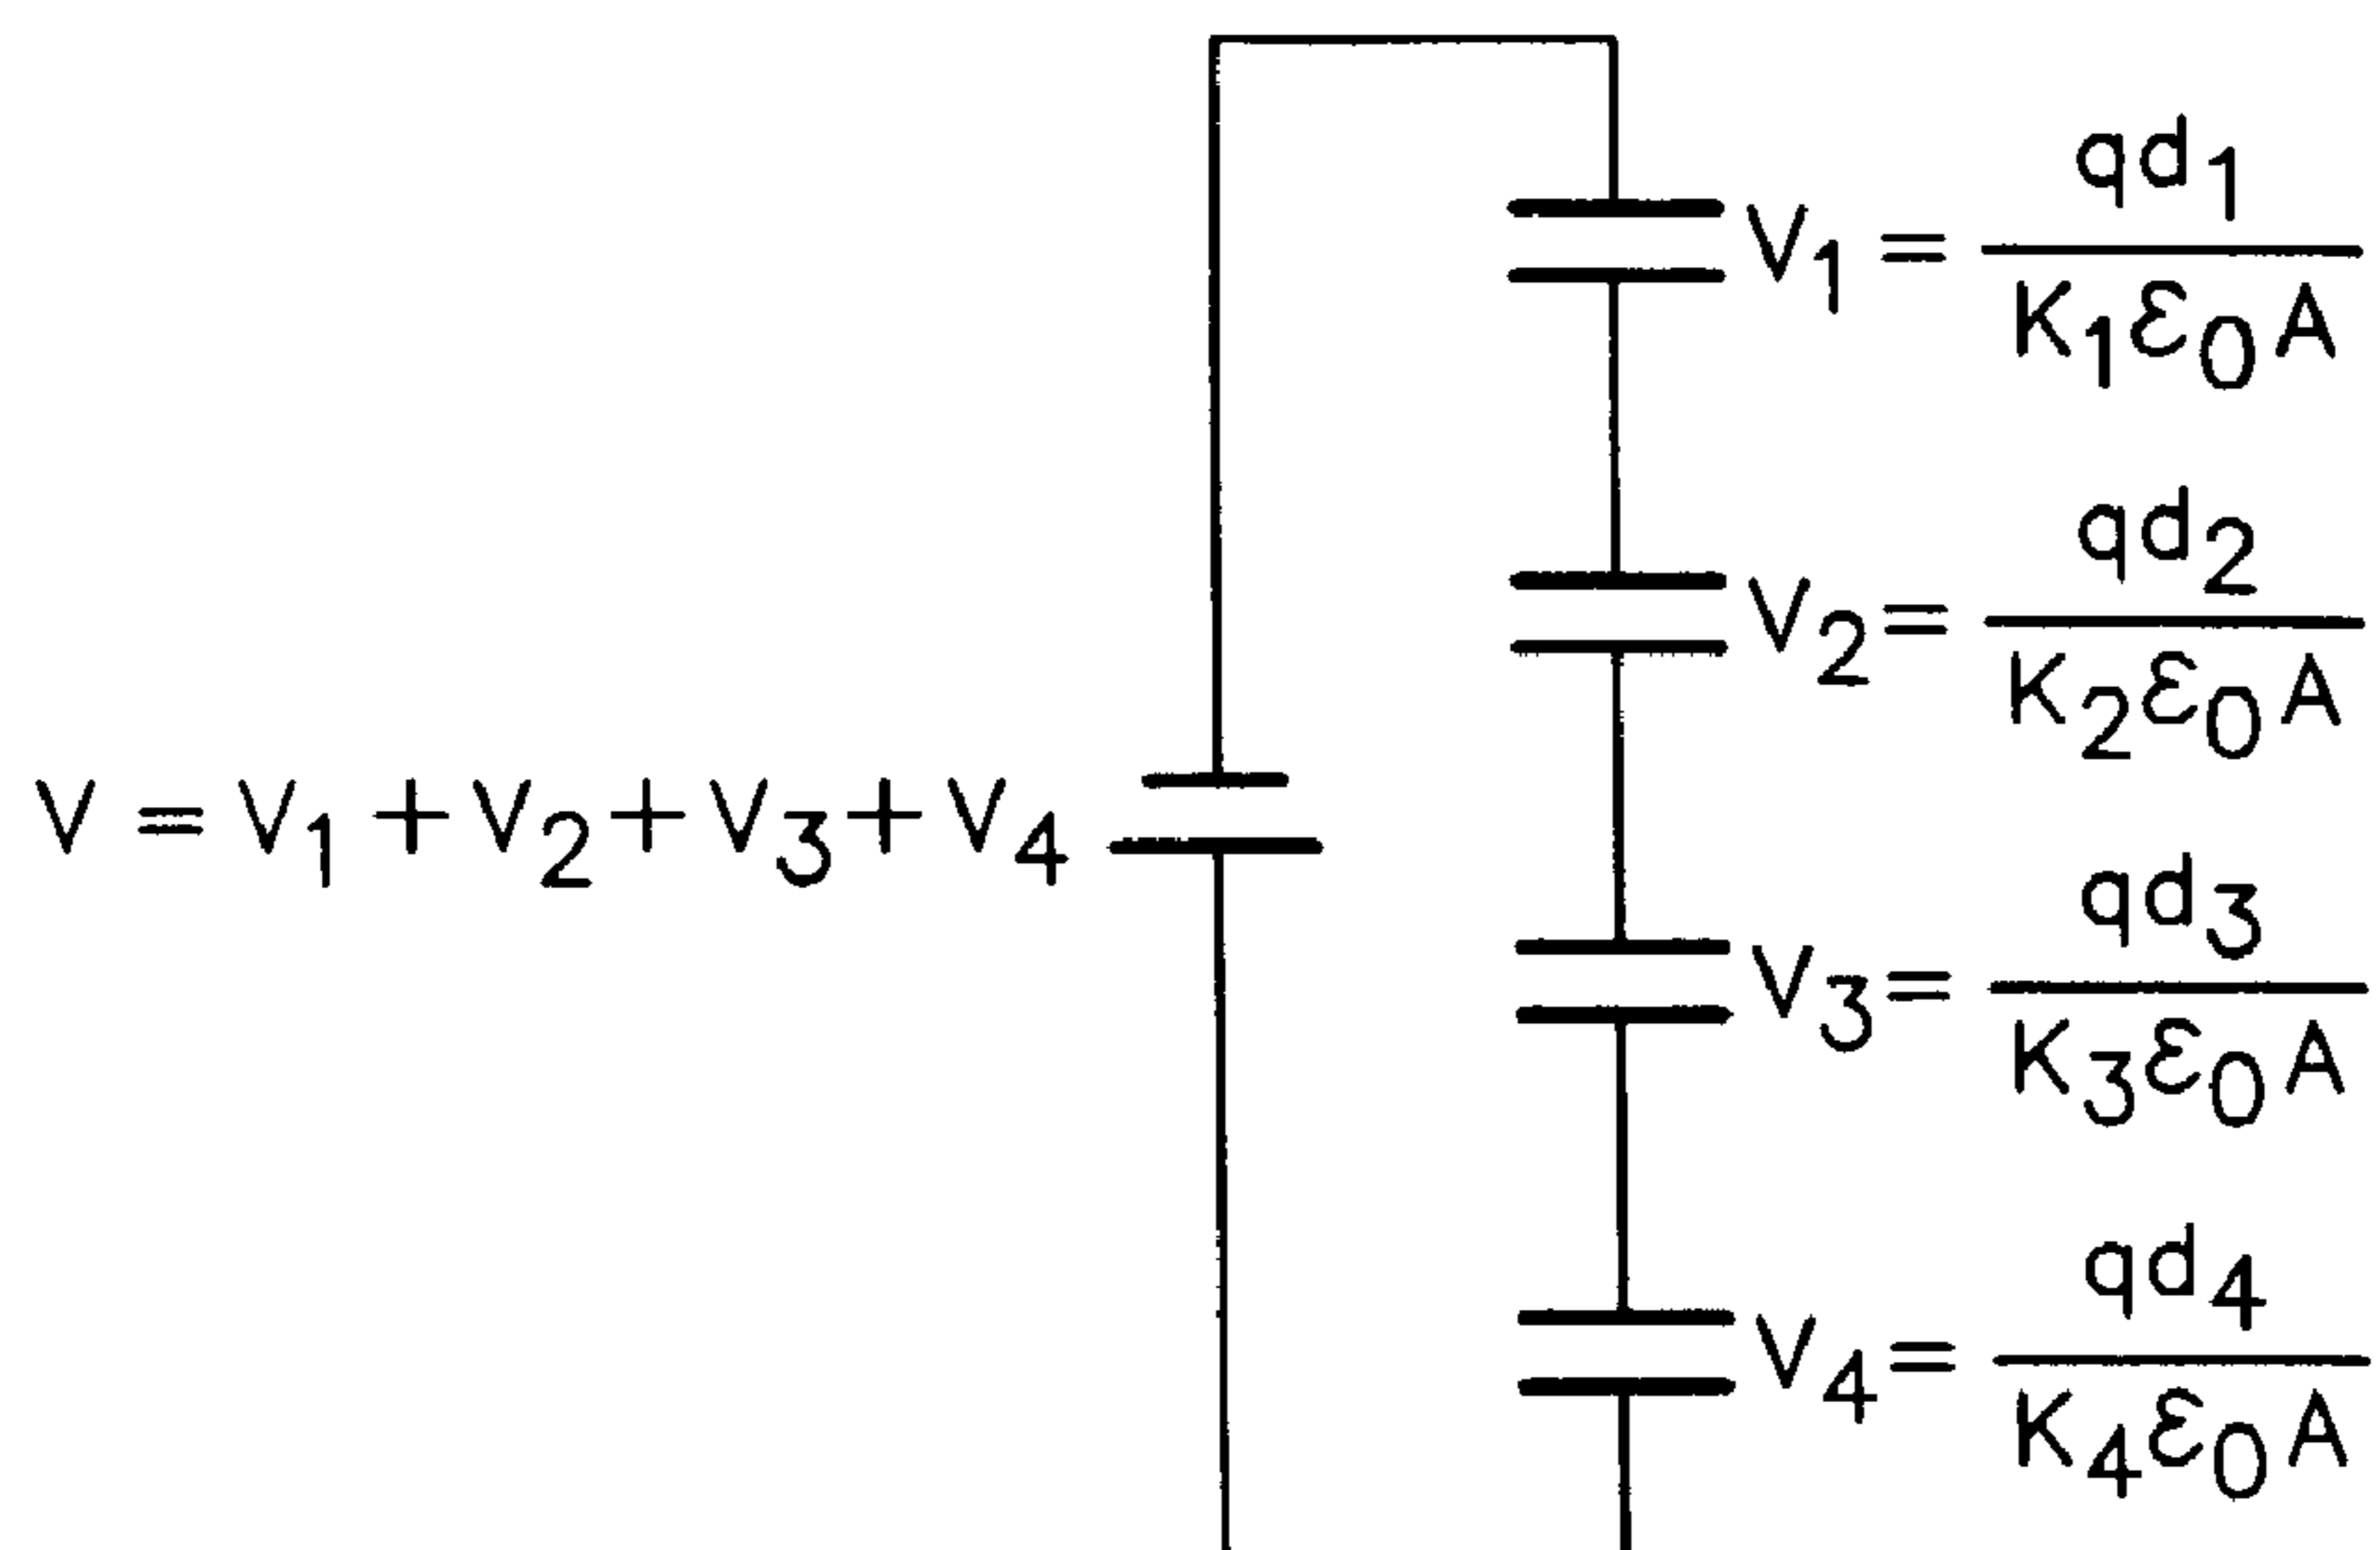 V₁ = qd₁ / K₁ε₀A
V₂ = qd₂ / K₂ε₀A
V = V₁ + V₂ + V₃ + V₄
V₃ = qd₃ / K₃ε₀A
V₄ = qd₄ / K₄ε₀A